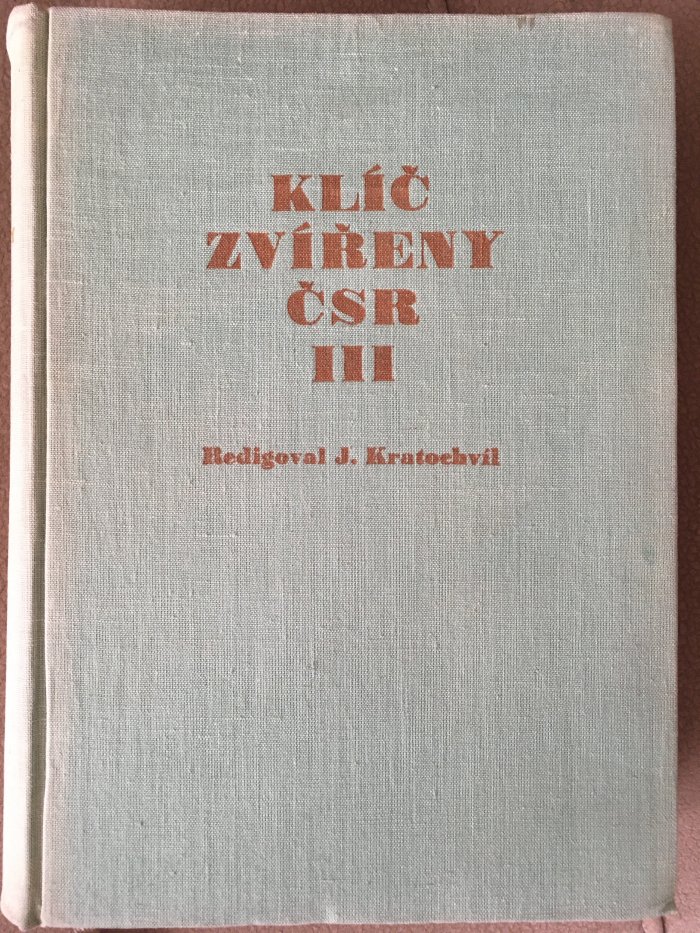 KLÍČ
ZVÍŘENY
ČSR
III
Redigoval J. Kratochvíl